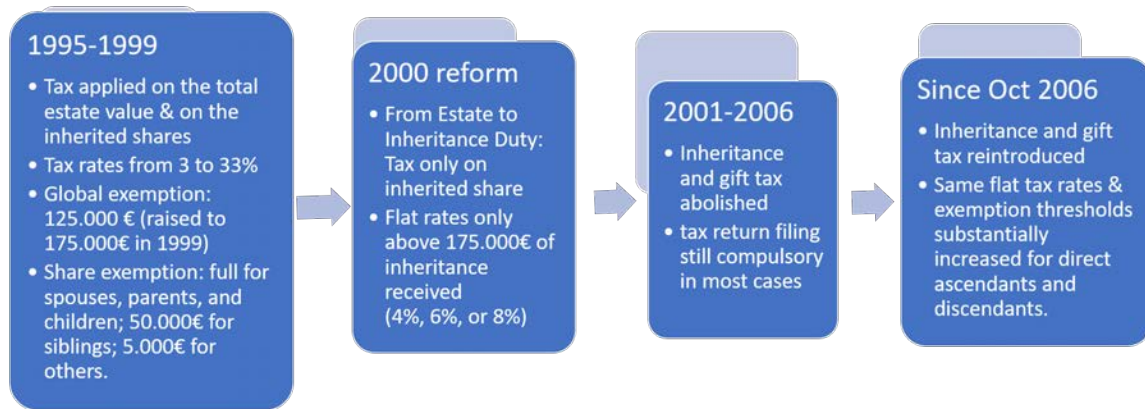 1995-1999
• Tax applied on the total
estate value & on the
inherited shares
• Tax rates from 3 to 33%
• Global exemption:
125.000 € (raised to
175.000€ in 1999)
• Share exemption: full for
spouses, parents, and
children; 50.000€ for
siblings; 5.000€ for
others.
2000 reform
• From Estate to
Inheritance Duty:
Tax only on
inherited share
• Flat rates only
above 175.000€ of
inheritance
received
(4%, 6%, or 8%)
2001-2006
• Inheritance
and gift tax
abolished
• tax return filing
still compulsory
in most cases
Since Oct 2006
• Inheritance and gift
tax reintroduced
• Same flat tax rates &
exemption thresholds
substantially
increased for direct
ascendants and
discendants.